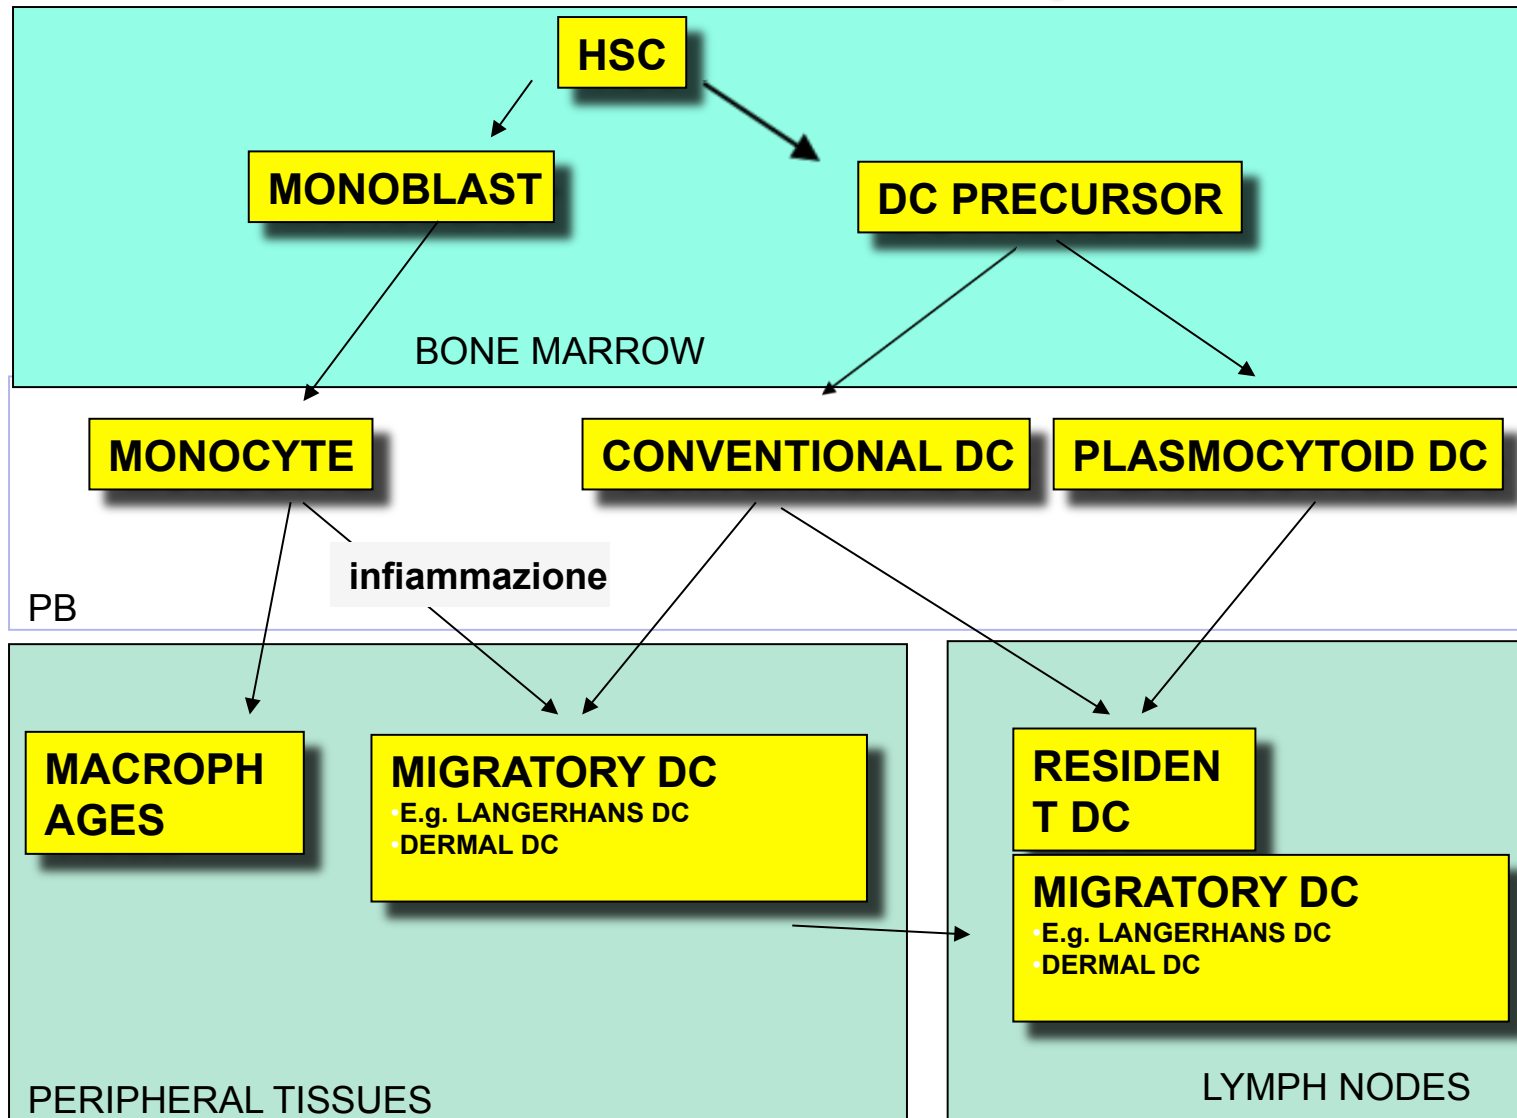 HSC
MONOBLAST
DC PRECURSOR
BONE MARROW
MONOCYTE
CONVENTIONAL DC
PLASMOCYTOID DC
infiammazione
PB
MACROPH
AGES
MIGRATORY DC
•E.g. LANGERHANS DC
•DERMAL DC
RESIDEN
T DC
MIGRATORY DC
•E.g. LANGERHANS DC
•DERMAL DC
PERIPHERAL TISSUES
LYMPH NODES